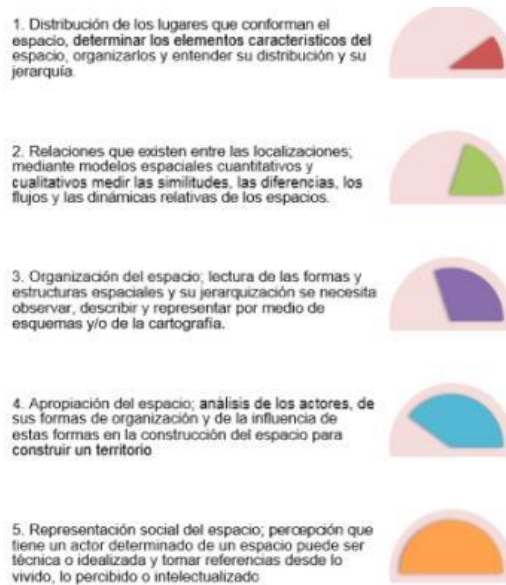 1. Distribución de los lugares que conforman el
espacio, determinar los elementos característicos del
espacio, organizarlos y entender su distribución y su
jerarquía.
2. Relaciones que existen entre las localizaciones;
mediante modelos espaciales cuantitativos y
cualitativos medir las similitudes, las diferencias, los
flujos y las dinámicas relativas de los espacios.
3. Organización del espacio; lectura de las formas y
estructuras espaciales y su jerarquización se necesita
observar, describir y representar por medio de
esquemas y/o de la cartografía.
4. Apropiación del espacio; análisis de los actores, de
sus formas de organización y de la influencia de
estas formas en la construcción del espacio para
construir un territorio
5. Representación social del espacio; percepción que
tiene un actor determinado de un espacio puede ser
técnica o idealizada y tomar referencias desde lo
vivido, lo percibido o intelectualizado